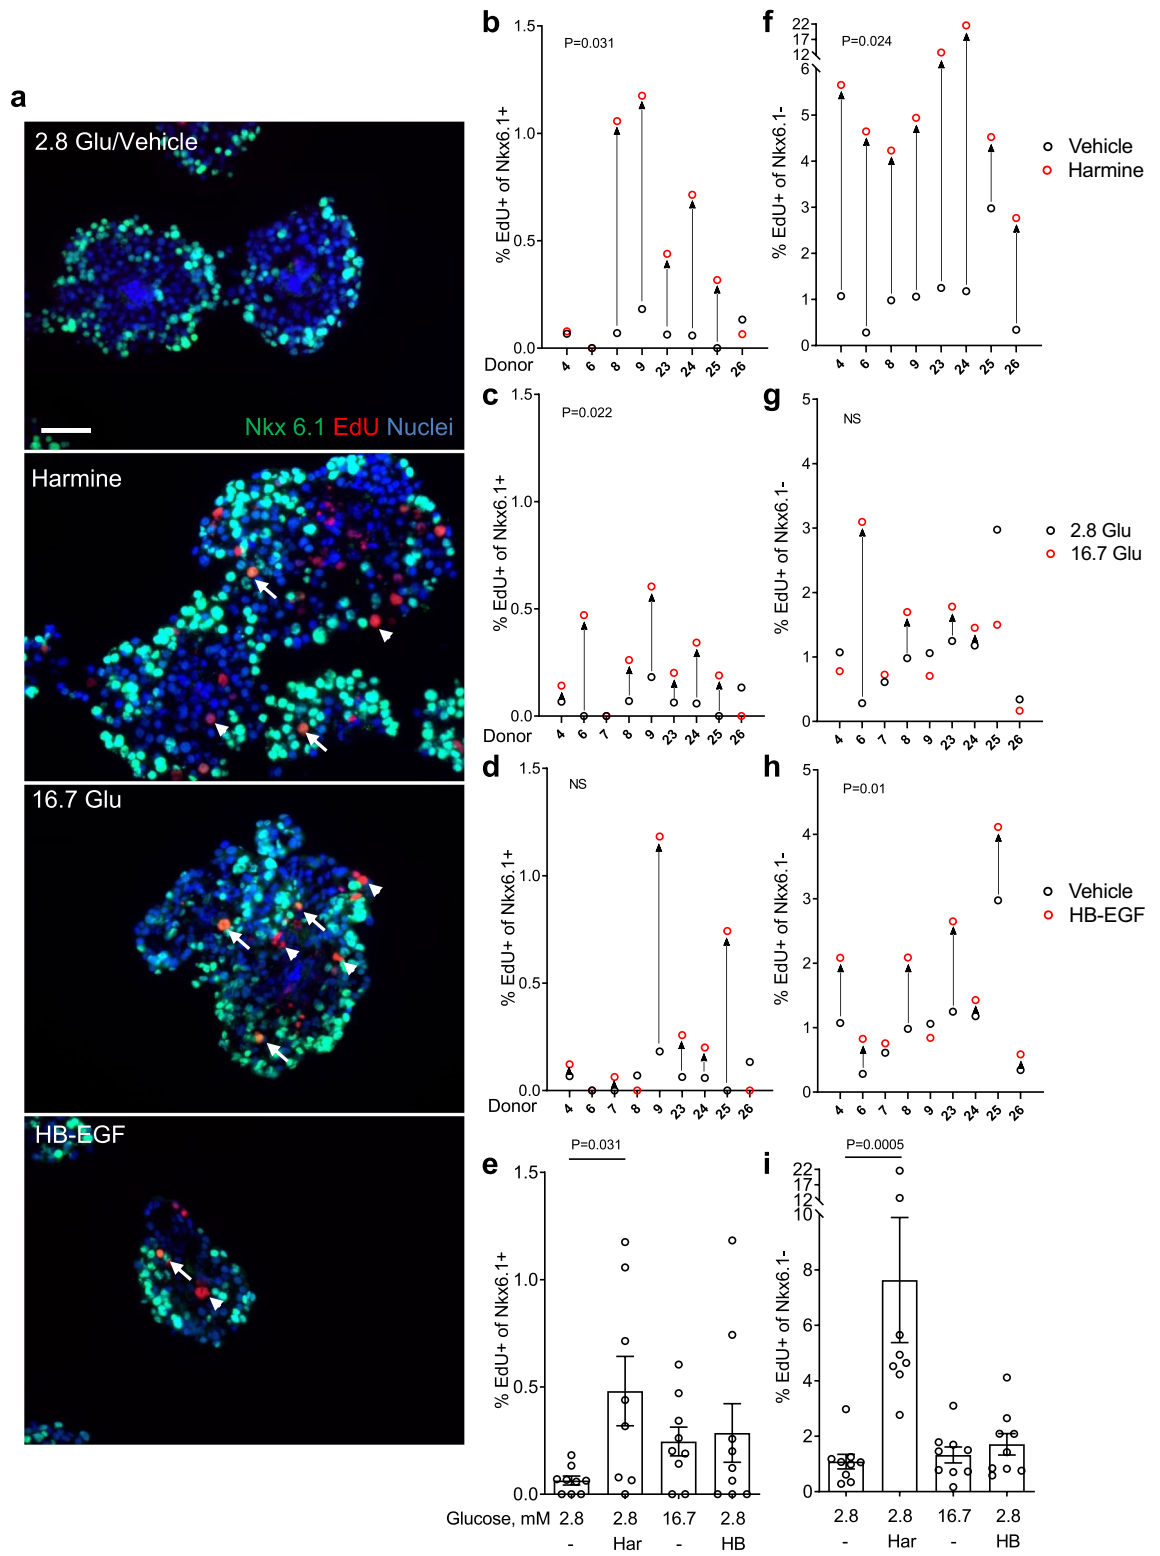 a
2.8 Glu/Vehicle
Nkx 6.1 EdU Nuclei
Harmine
16.7 Glu
HB-EGF
b
P=0.031
% EdU+ of Nkx6.1+
1.5
1.0
0.5
0.0
Donor
4 6 8 9 23 24 25 26
f
P=0.024
% EdU+ of Nkx6.1-
22
17
12
6
5
4
3
2
1
0
4 6 8 9 23 24 25 26
Vehicle
Harmine
c
P=0.022
% EdU+ of Nkx6.1+
1.5
1.0
0.5
0.0
Donor
4 6 7 8 9 23 24 25 26
g
NS
% EdU+ of Nkx6.1-
5
4
3
2
1
0
4 6 7 8 9 23 24 25 26
2.8 Glu
16.7 Glu
d
NS
% EdU+ of Nkx6.1+
1.5
1.0
0.5
0.0
Donor
4 6 7 8 9 23 24 25 26
h
P=0.01
% EdU+ of Nkx6.1-
5
4
3
2
1
0
4 6 7 8 9 23 24 25 26
Vehicle
HB-EGF
e
P=0.031
% EdU+ of Nkx6.1+
1.5
1.0
0.5
0.0
Glucose, mM 2.8 2.8 16.7 2.8
- Har - HB
i
P=0.0005
% EdU+ of Nkx6.1-
22
17
12
10
8
6
4
2
0
2.8 2.8 16.7 2.8
- Har - HB